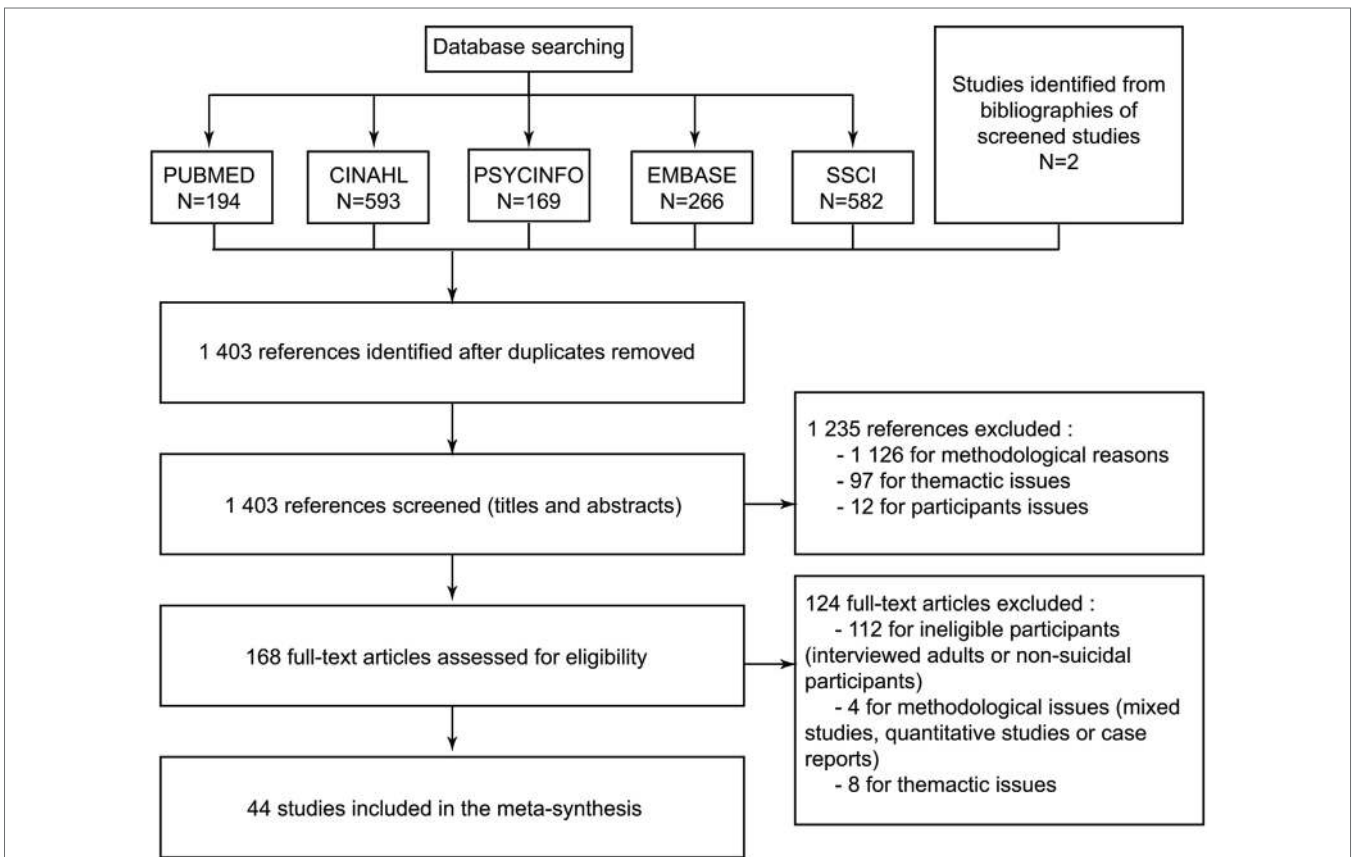 Database searching
Studies identified from
bibliographies of
screened studies
N=2
PUBMED
N=194
CINAHL
N=593
PSYCINFO
N=169
EMBASE
N=266
SSCI
N=582
1 403 references identified after duplicates removed
1 403 references screened (titles and abstracts)
1 235 references excluded :
- 1 126 for methodological reasons
- 97 for themactic issues
- 12 for participants issues
168 full-text articles assessed for eligibility
124 full-text articles excluded :
- 112 for ineligible participants
(interviewed adults or non-suicidal
participants)
- 4 for methodological issues (mixed
studies, quantitative studies or case
reports)
- 8 for themactic issues
44 studies included in the meta-synthesis